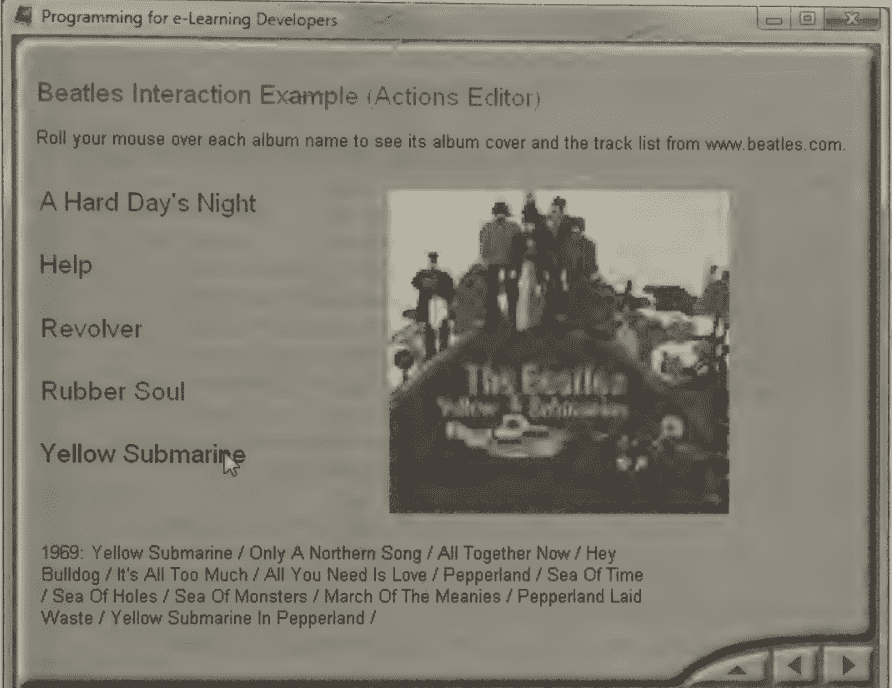 Programming for e-Learning Developers
Beatles Interaction Example (Actions Editor)
Roll your mouse over each album name to see its album cover and the track list from www.beatles.com.
A Hard Day's Night
Help
Revolver
Rubber Soul
Yellow Submarine
The Beatles
Yellow Submarine
1969: Yellow Submarine / Only A Northern Song / All Together Now / Hey
Bulldog / It's All Too Much / All You Need Is Love / Pepperland / Sea Of Time
/ Sea Of Holes / Sea Of Monsters / March Of The Meanies / Pepperland Laid
Waste / Yellow Submarine In Pepperland /